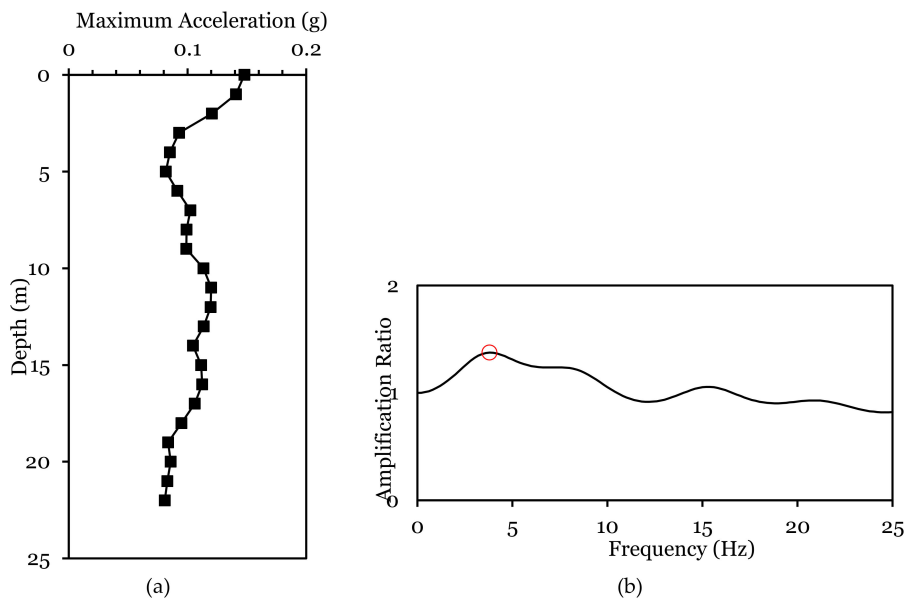 Maximum Acceleration (g)
0 0.1 0.2
0
5
10
15
20
25
Depth (m)
(a)
2
1
0
Amplification Ratio
0 5 10 15 20 25
Frequency (Hz)
(b)